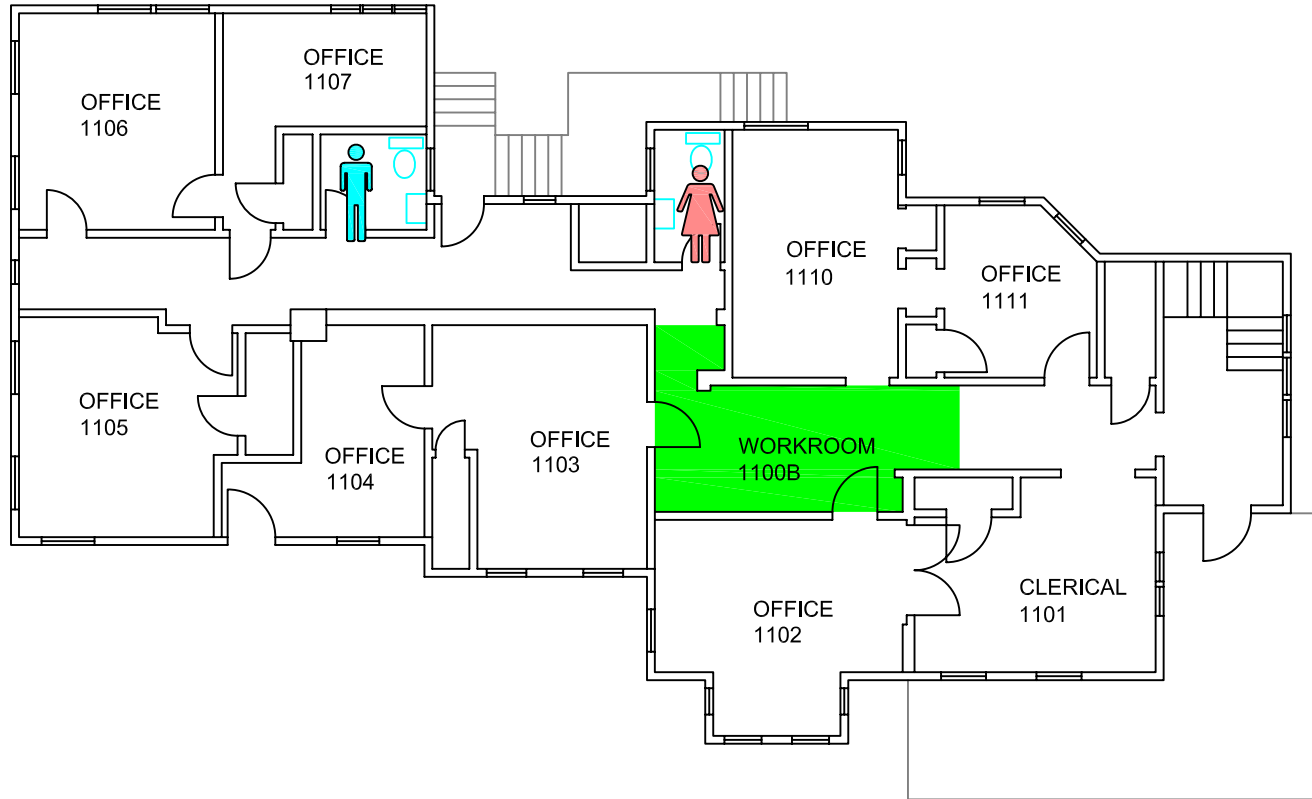 OFFICE
1107
OFFICE
1106
OFFICE
1110
OFFICE
1111
OFFICE
1105
OFFICE
1104
OFFICE
1103
WORKROOM
1100B
OFFICE
1102
CLERICAL
1101